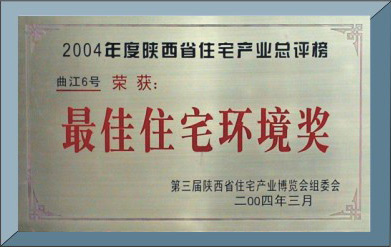 2004年度陕西省住宅产业总评榜
曲江6号 荣获：
最佳住宅环境奖
第三届陕西省住宅产业博览会组委会
二00四年三月